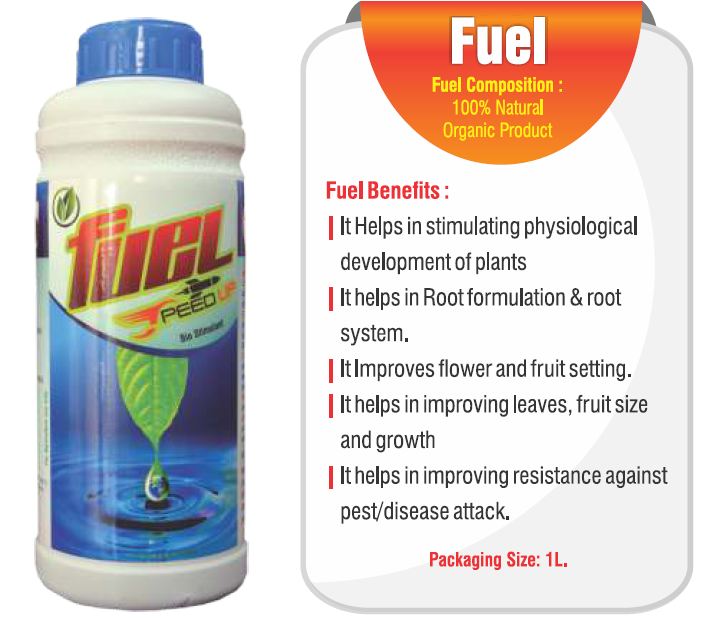 fuel
SPEED UP
Bio Stimulant
Fuel
Fuel Composition :
100% Natural
Organic Product
Fuel Benefits :
It Helps in stimulating physiological
development of plants
It helps in Root formulation & root
system.
It Improves flower and fruit setting.
It helps in improving leaves, fruit size
and growth
It helps in improving resistance against
pest/disease attack.
Packaging Size: 1L.